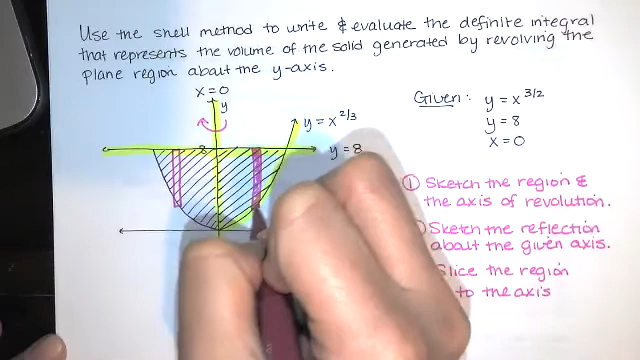 Use the shell method to write & evaluate the definite integral
that represents the volume of the solid generated by revolving the
plane region about the y-axis.
x=0
y
y = x^2/3
8
y = 8
Given: y = x^3/2
y = 8
x = 0
① Sketch the region &
the axis of revolution.
Sketch the reflection
about the given axis.
Slice the region
to the axis